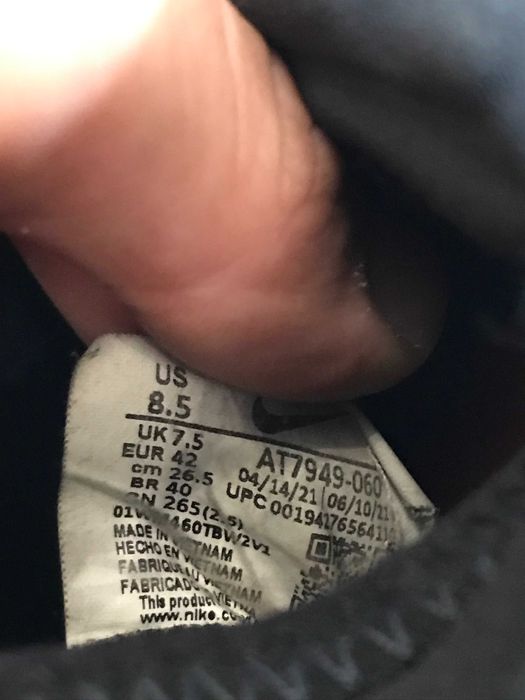 US
8.5
UK 7.5
EUR 42
cm 26.5
BR 40
CN 265(2.5)
AT7949-060
04/14/21 06/10/21
UPC
460TBW2V1
MADE IN VIETNAM
HECHO EN VIETNAM
FABRIQUE AU VIETNAM
FABRICADO VIETNAM
This product
www.nike.co